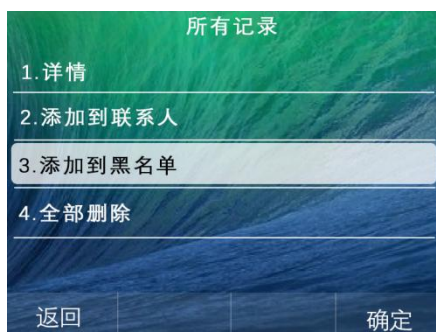 所有记录
1.详情
2.添加到联系人
3.添加到黑名单
4.全部删除
返回 确定